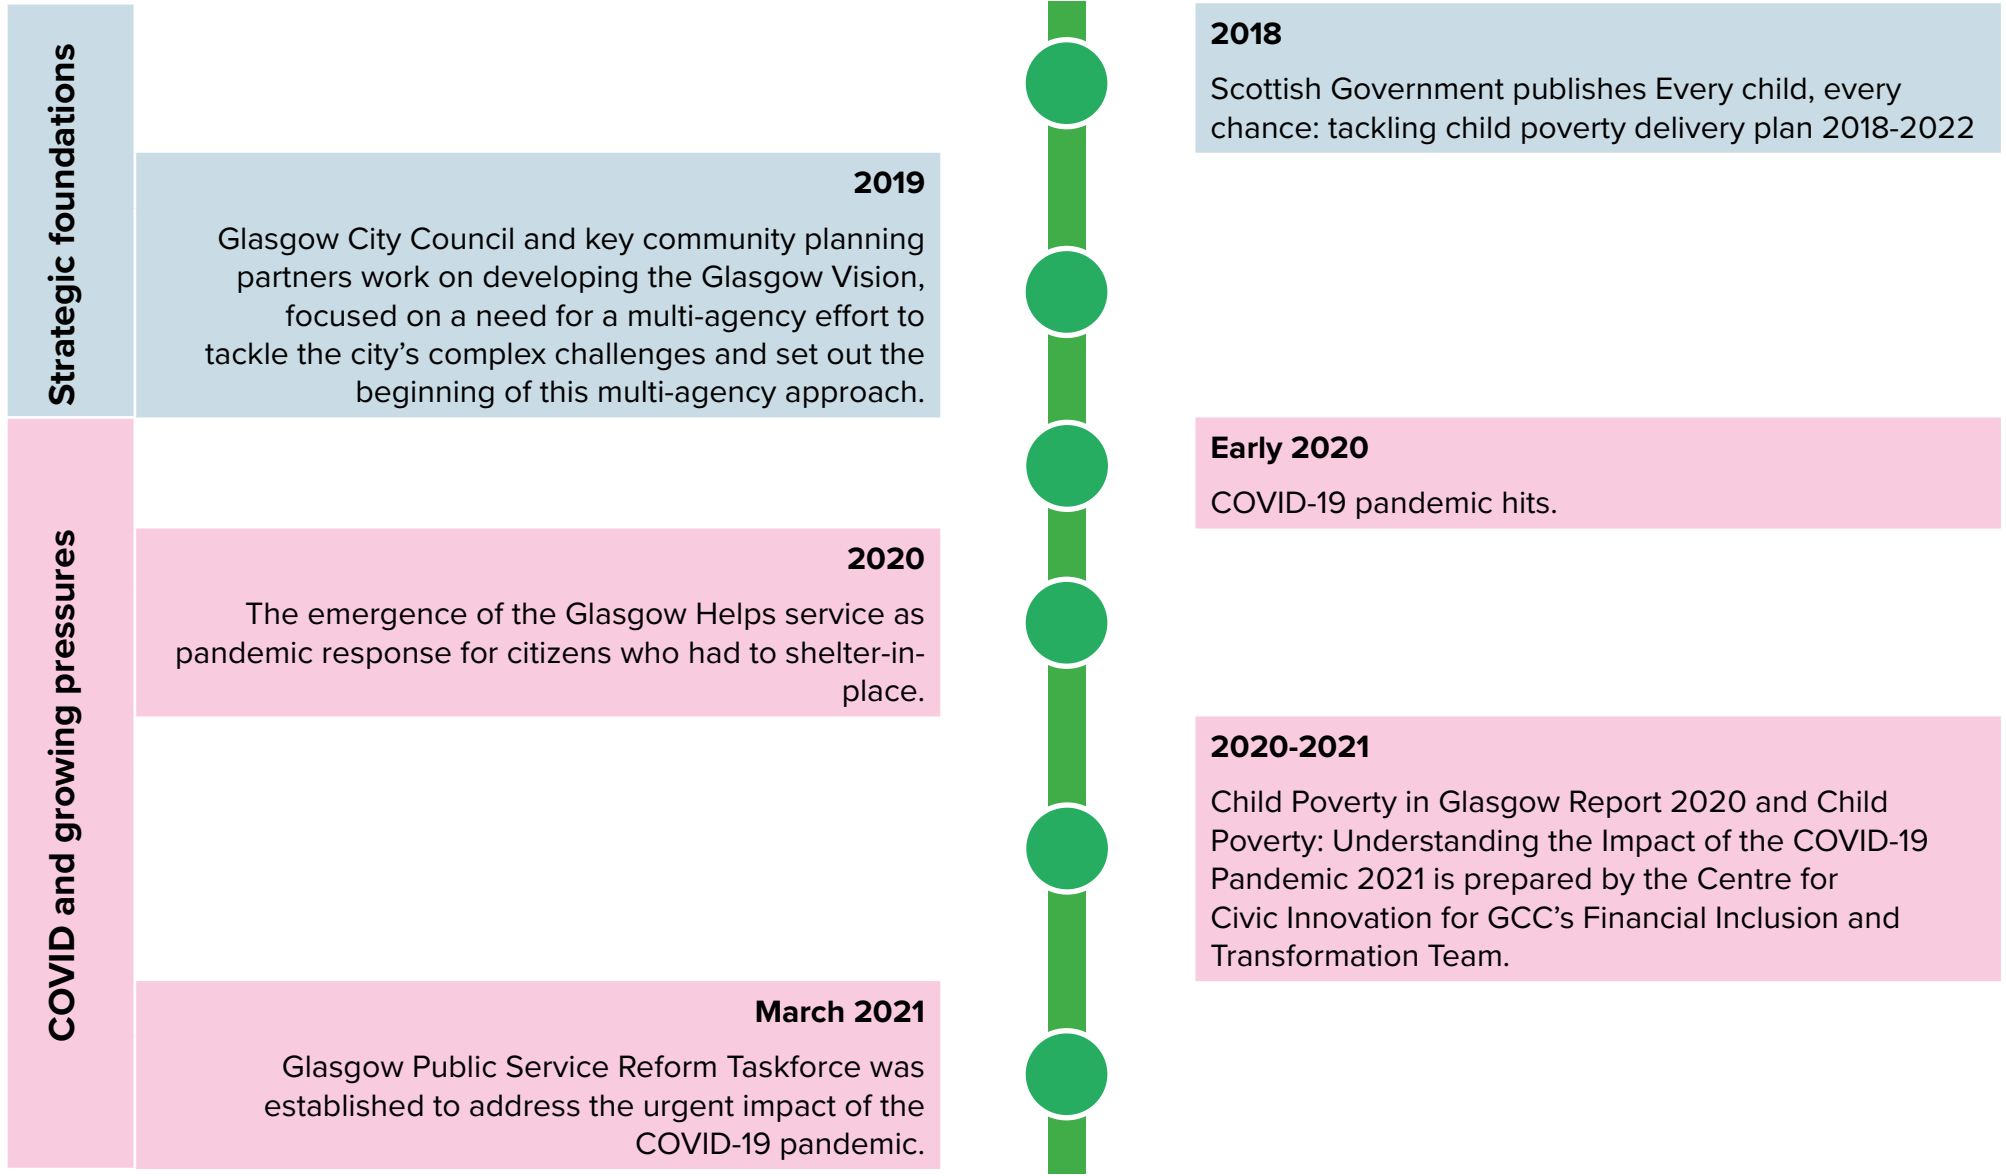 Strategic foundations
2018
Scottish Government publishes Every child, every
chance: tackling child poverty delivery plan 2018-2022
2019
Glasgow City Council and key community planning
partners work on developing the Glasgow Vision,
focused on a need for a multi-agency effort to
tackle the city’s complex challenges and set out the
beginning of this multi-agency approach.
COVID and growing pressures
Early 2020
COVID-19 pandemic hits.
2020
The emergence of the Glasgow Helps service as
pandemic response for citizens who had to shelter-in-
place.
2020-2021
Child Poverty in Glasgow Report 2020 and Child
Poverty: Understanding the Impact of the COVID-19
Pandemic 2021 is prepared by the Centre for
Civic Innovation for GCC’s Financial Inclusion and
Transformation Team.
March 2021
Glasgow Public Service Reform Taskforce was
established to address the urgent impact of the
COVID-19 pandemic.